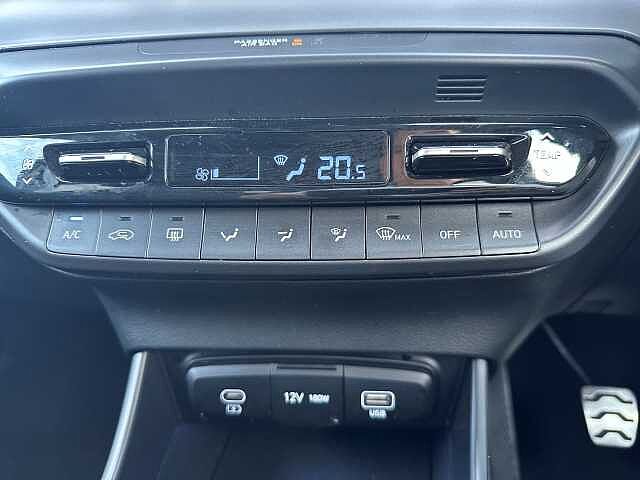 PASSENGER
AIR BAG
20.5
TEMP
A/C
MAX
OFF
AUTO
12V 180W
USB